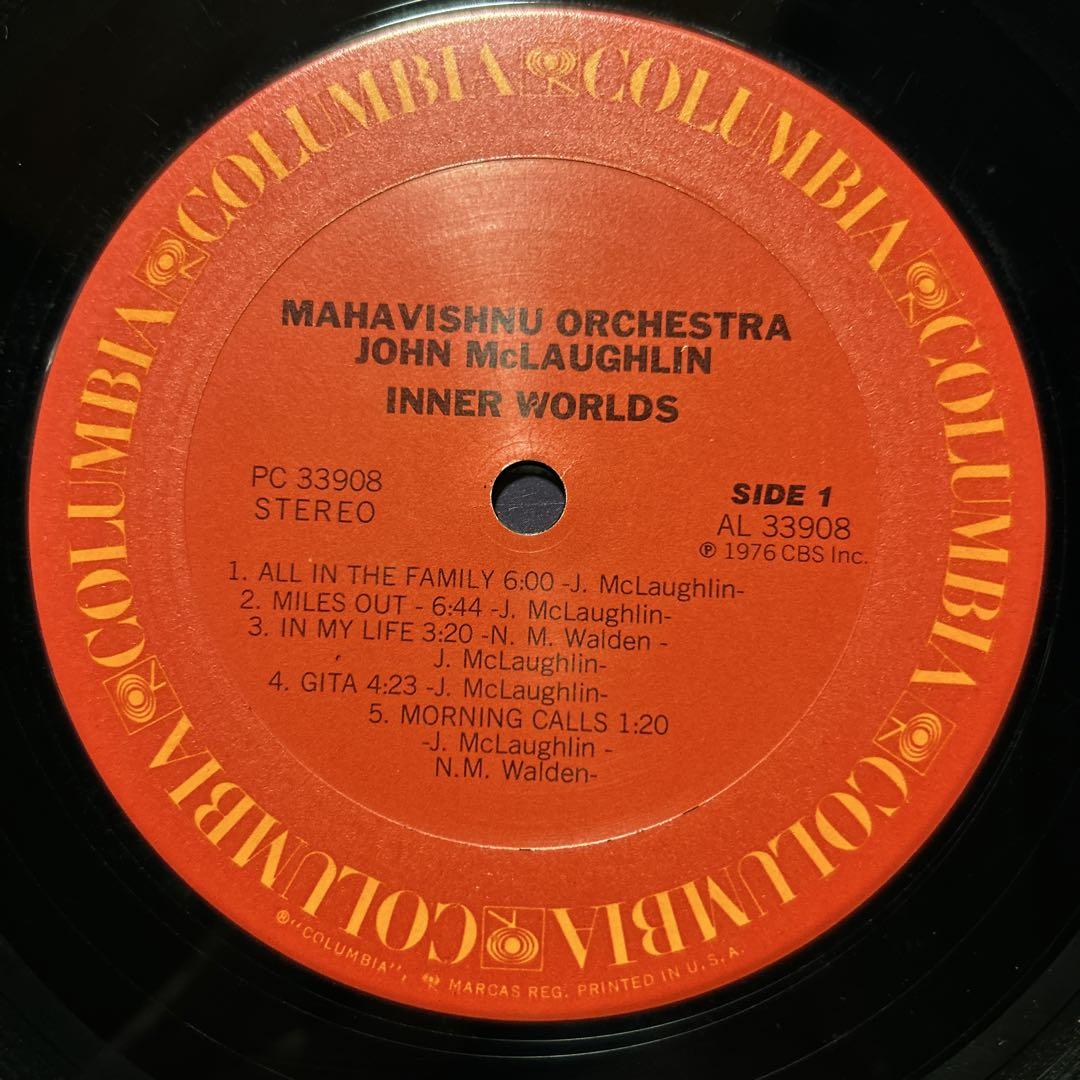 COLUMBIA COLUMBIA COLUMBIA COLUMBIA COLUMBIA COLUMBIA
MAHAVISHNU ORCHESTRA
JOHN McLAUGHLIN
INNER WORLDS
PC 33908
STEREO
SIDE 1
AL 33908
℗ 1976 CBS Inc.
1. ALL IN THE FAMILY 6:00 -J. McLaughlin-
2. MILES OUT - 6:44 -J. McLaughlin-
3. IN MY LIFE 3:20 -N. M. Walden -
J. McLaughlin-
4. GITA 4:23 -J. McLaughlin-
5. MORNING CALLS 1:20
-J. McLaughlin -
N.M. Walden-
®"COLUMBIA", MARCAS REG. PRINTED IN U.S.A.